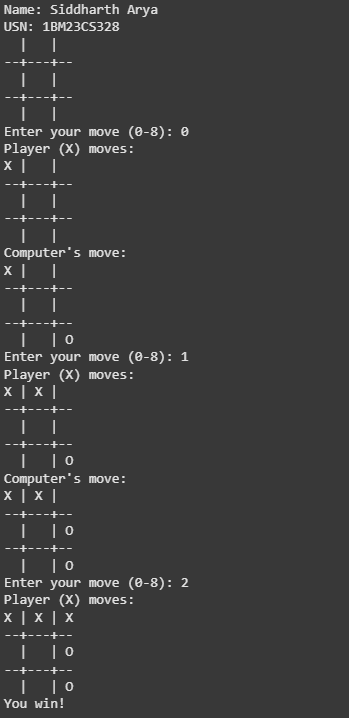 Name: Siddharth Arya
USN: 1BM23CS328
  |   |
--+---+--
  |   |
--+---+--
  |   |
Enter your move (0-8): 0
Player (X) moves:
X |   |
--+---+--
  |   |
--+---+--
  |   |
Computer's move:
X |   |
--+---+--
  |   |
--+---+--
  |   | O
Enter your move (0-8): 1
Player (X) moves:
X | X |
--+---+--
  |   |
--+---+--
  |   | O
Computer's move:
X | X |
--+---+--
  |   | O
--+---+--
  |   | O
Enter your move (0-8): 2
Player (X) moves:
X | X | X
--+---+--
  |   | O
--+---+--
  |   | O
You win!